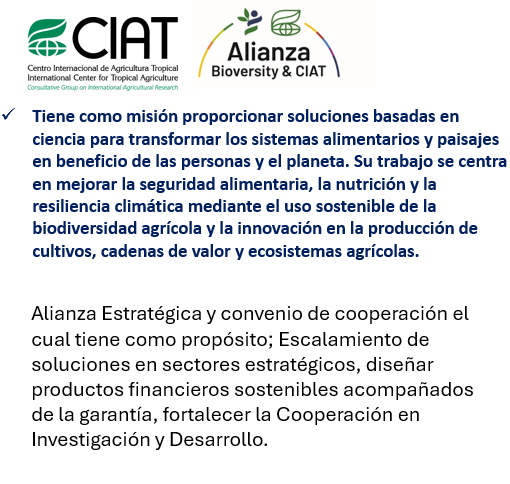 CIAT
Centro Internacional de Agricultura Tropical
International Center for Tropical Agriculture
Consultative Group on International Agricultural Research
Alianza
Bioversity & CIAT
✓ Tiene como misión proporcionar soluciones basadas en
ciencia para transformar los sistemas alimentarios y paisajes
en beneficio de las personas y el planeta. Su trabajo se centra
en mejorar la seguridad alimentaria, la nutrición y la
resiliencia climática mediante el uso sostenible de la
biodiversidad agrícola y la innovación en la producción de
cultivos, cadenas de valor y ecosistemas agrícolas.
Alianza Estratégica y convenio de cooperación el
cual tiene como propósito; Escalamiento de
soluciones en sectores estratégicos, diseñar
productos financieros sostenibles acompañados
de la garantía, fortalecer la Cooperación en
Investigación y Desarrollo.